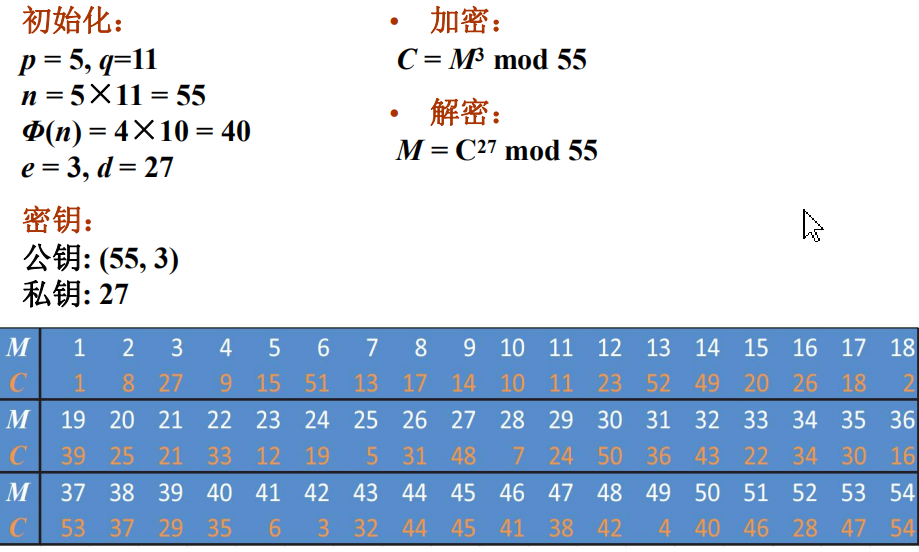 初始化：
p = 5, q=11
n = 5×11 = 55
Φ(n) = 4×10 = 40
e = 3, d = 27
密钥：
公钥: (55, 3)
私钥: 27
• 加密：
C = M³ mod 55
• 解密：
M = C²⁷ mod 55
M 1 2 3 4 5 6 7 8 9 10 11 12 13 14 15 16 17 18
C 1 8 27 9 15 51 13 17 14 10 11 23 52 49 20 26 18 2
M 19 20 21 22 23 24 25 26 27 28 29 30 31 32 33 34 35 36
C 39 25 21 33 12 19 5 31 48 7 24 50 36 43 22 34 30 16
M 37 38 39 40 41 42 43 44 45 46 47 48 49 50 51 52 53 54
C 53 37 29 35 6 3 32 44 45 41 38 42 4 40 46 28 47 54